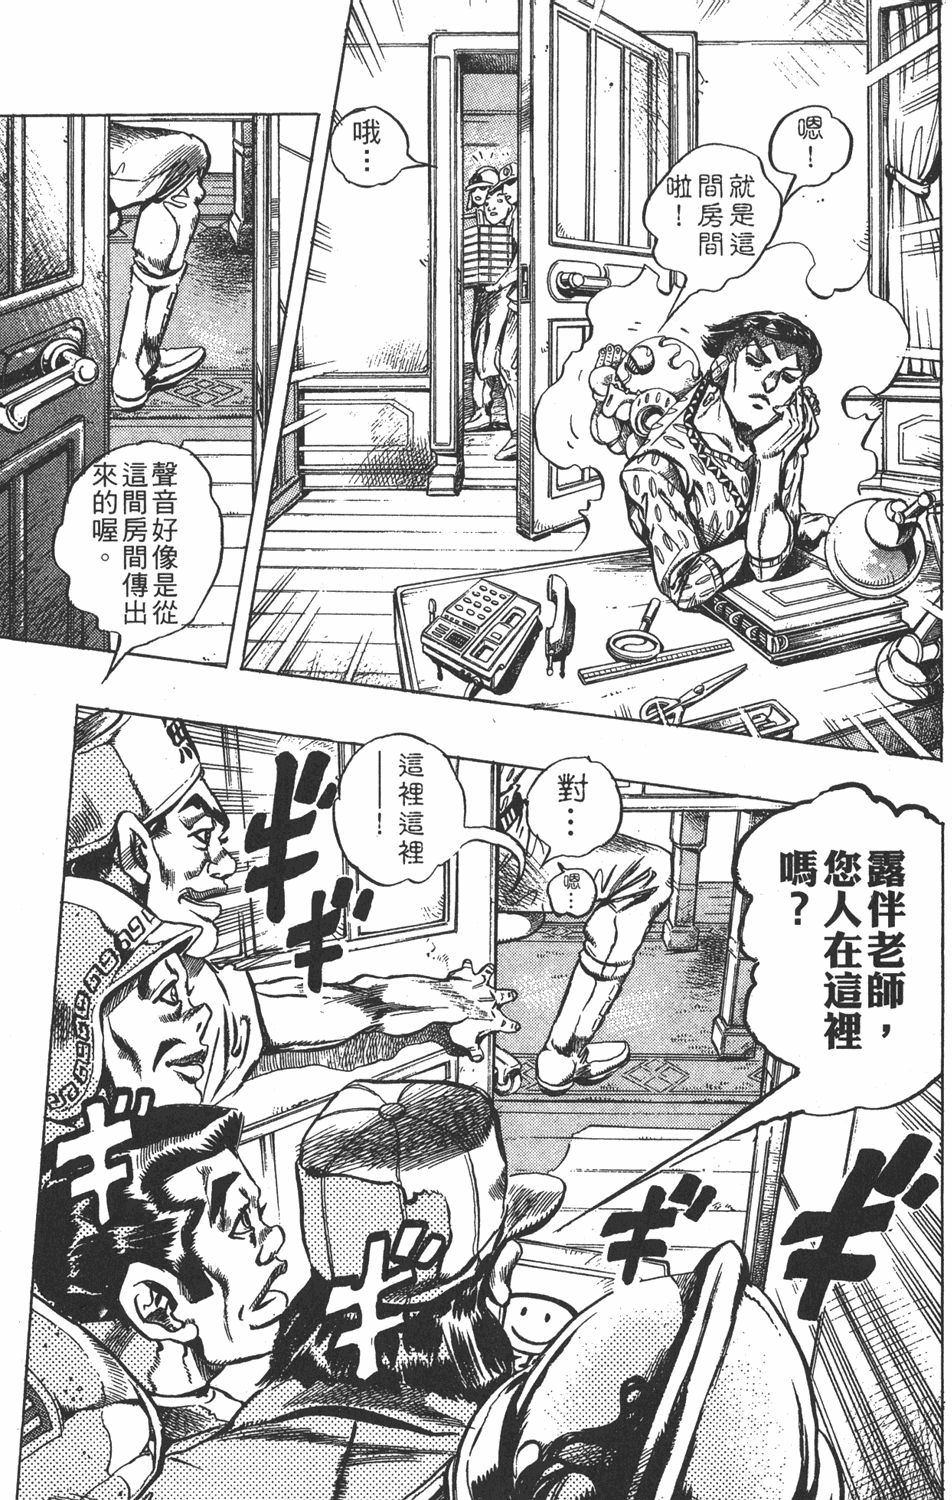 嗯！
就是這
間房間
啦！
哦…
聲音好像是從
這間房間傳出
來的喔。
露伴老師，
您人在這裡
嗎？
對…
嗯…
這裡這裡
——！
ギギ
ギギ
ギ
ギギ